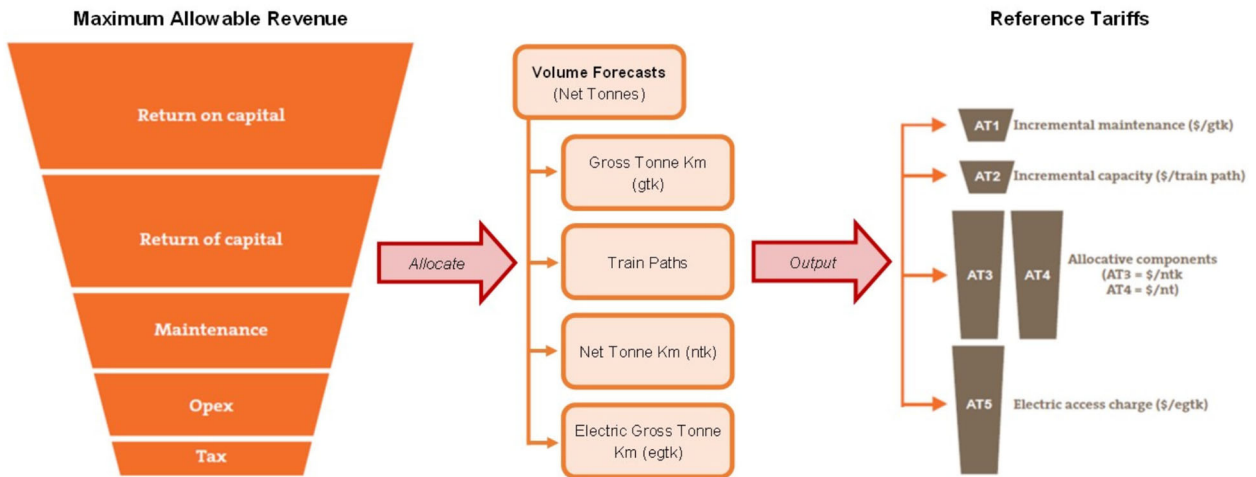 Maximum Allowable Revenue
Return on capital
Return of capital
Maintenance
Opex
Tax
Allocate
Volume Forecasts
(Net Tonnes)
Gross Tonne Km
(gtk)
Train Paths
Net Tonne Km (ntk)
Electric Gross Tonne
Km (egtk)
Output
Reference Tariffs
AT1 Incremental maintenance ($/gtk)
AT2 Incremental capacity ($/train path)
AT3
AT4
Allocative components
(AT3 = $/ntk
AT4 = $/nt)
AT5 Electric access charge ($/egtk)